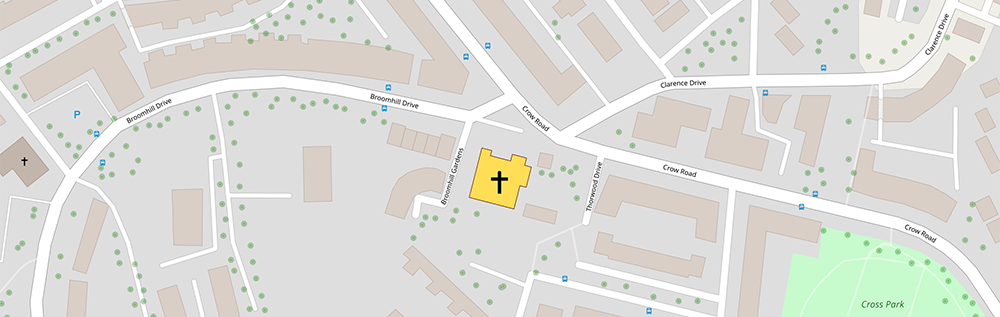 Clarence Drive
Clarence Drive
Broomhill Drive
Broomhill Drive
P
Crow Road
Crow Road
Broomhill Gardens
Thorwood Drive
Crow Road
Cross Park